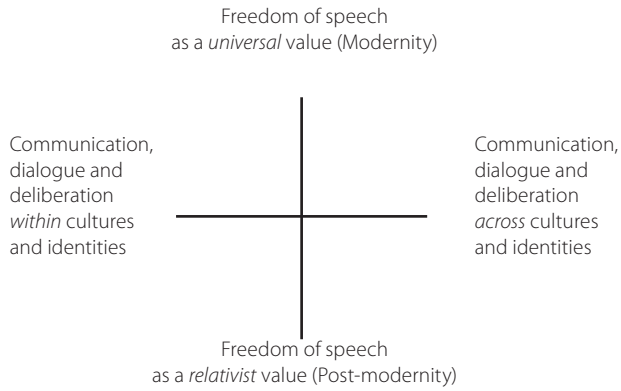 Freedom of speech
as a universal value (Modernity)
Communication,
dialogue and
deliberation
within cultures
and identities
Communication,
dialogue and
deliberation
across cultures
and identities
Freedom of speech
as a relativist value (Post-modernity)